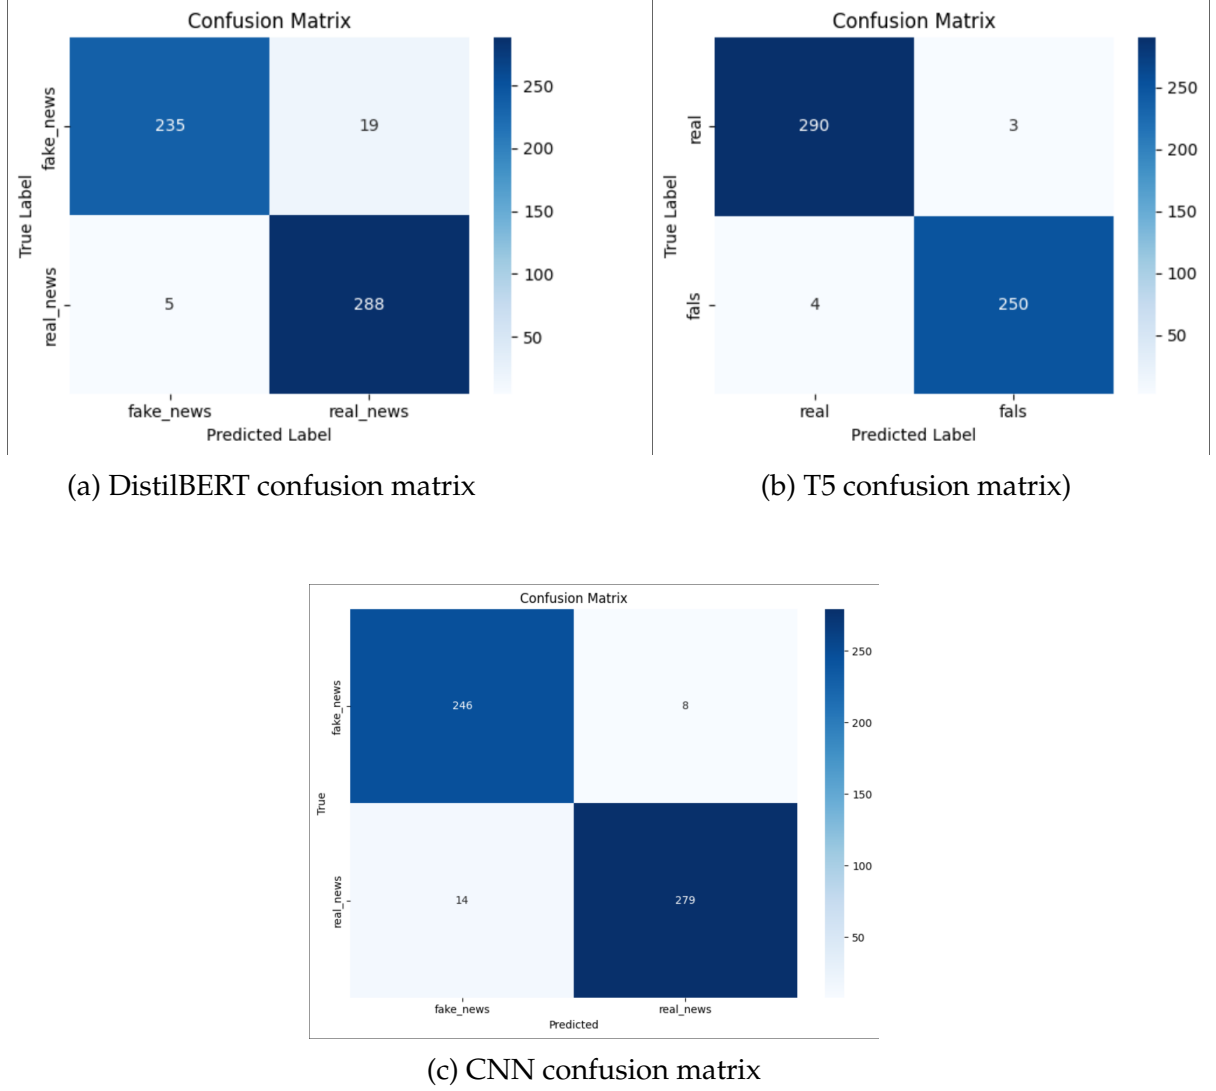 Confusion Matrix
fake_news
real_news
True Label
235
19
5
288
fake_news
real_news
Predicted Label
250
200
150
100
50
(a) DistilBERT confusion matrix
Confusion Matrix
real
fals
True Label
290
3
4
250
real
fals
Predicted Label
250
200
150
100
50
(b) T5 confusion matrix)
Confusion Matrix
fake_news
real_news
True
246
8
14
279
fake_news
real_news
Predicted
250
200
150
100
50
(c) CNN confusion matrix